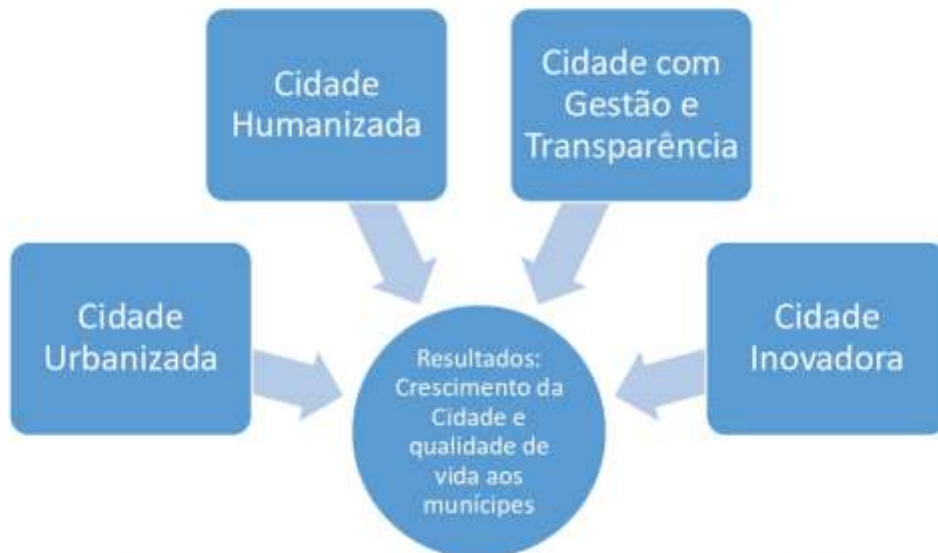 Cidade
Humanizada
Cidade com
Gestão e
Transparência
Cidade
Urbanizada
Cidade
Inovadora
Resultados:
Crescimento da
Cidade e
qualidade de
vida aos
munícipes